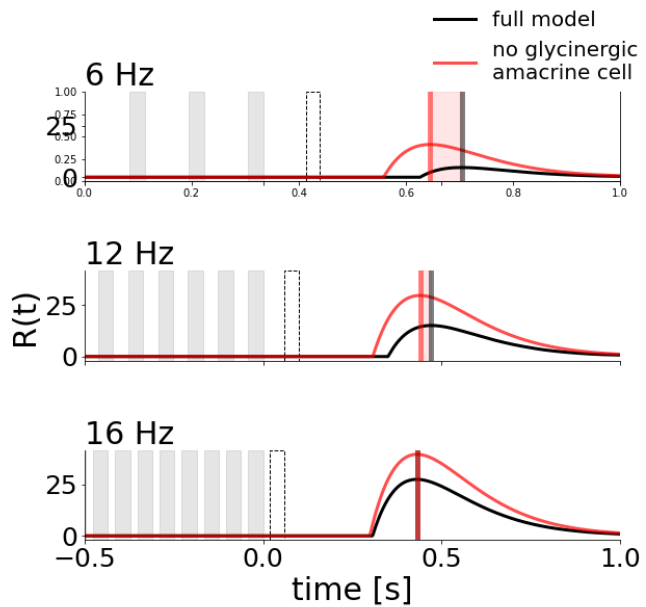 full model
no glycinergic
amacrine cell
6 Hz
1.00
0.75
25
0.50
0.25
0
0.00
0.0 0.2 0.4 0.6 0.8 1.0
12 Hz
25
0
R(t)
16 Hz
25
0
−0.5 0.0 0.5 1.0
time [s]